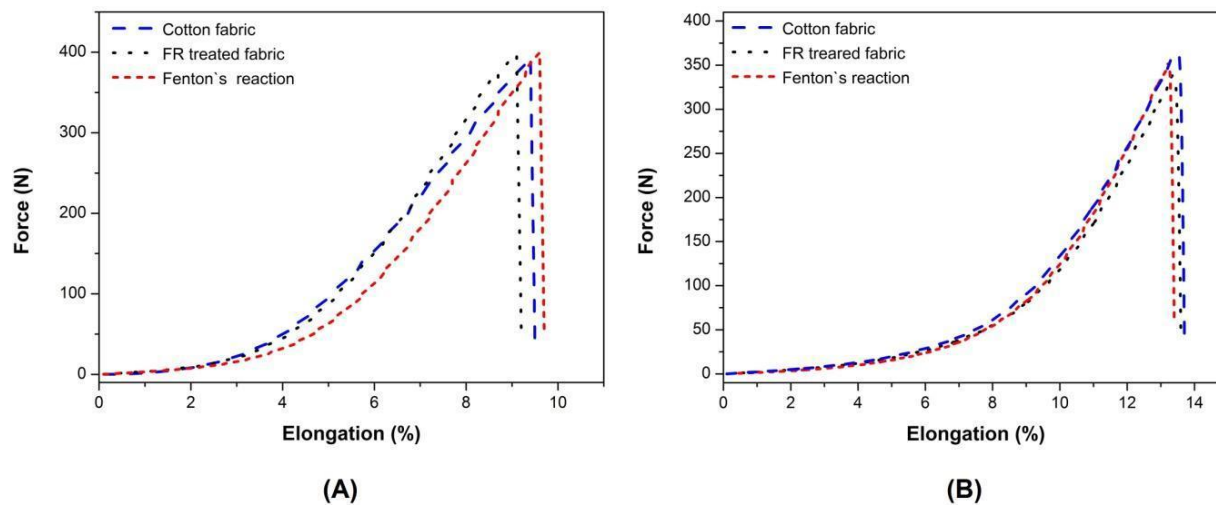 Cotton fabric
FR treated fabric
Fenton`s reaction
400
300
200
100
0
Force (N)
0 2 4 6 8 10
Elongation (%)
(A)
Cotton fabric
FR treared fabric
Fenton`s reaction
400
350
300
250
200
150
100
50
0
Force (N)
0 2 4 6 8 10 12 14
Elongation (%)
(B)